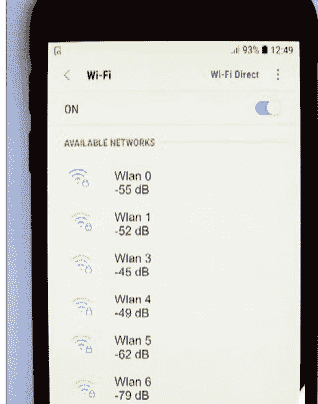 93% 12:49
Wi-Fi Wi-Fi Direct
ON
AVAILABLE NETWORKS
Wlan 0
-55 dB
Wlan 1
-52 dB
Wlan 3
-45 dB
Wlan 4
-49 dB
Wlan 5
-62 dB
Wlan 6
-79 dB